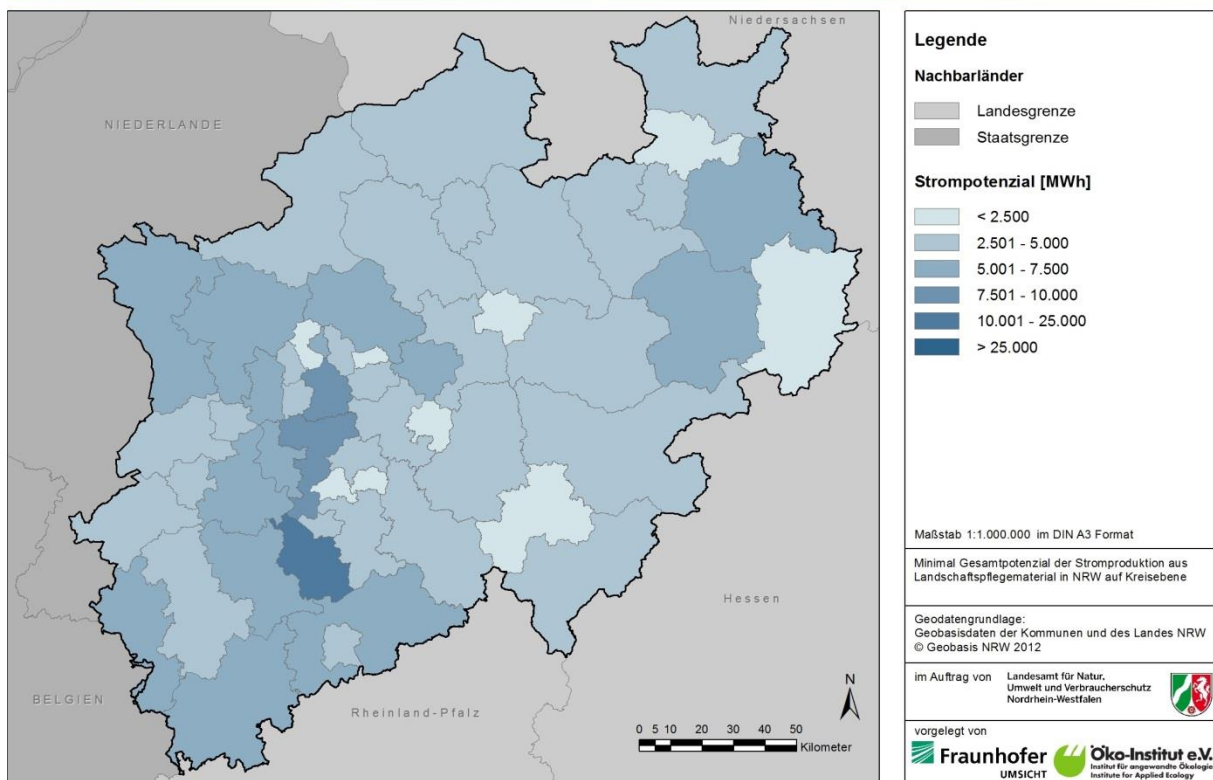 Niedersachsen
NIEDERLANDE
BELGIEN
Rheinland-Pfalz
Hessen
N
0 5 10 20 30 40 50
Kilometer
Legende
Nachbarländer
Landesgrenze
Staatsgrenze
Strompotenzial [MWh]
< 2.500
2.501 - 5.000
5.001 - 7.500
7.501 - 10.000
10.001 - 25.000
> 25.000
Maßstab 1:1.000.000 im DIN A3 Format
Minimal Gesamtpotenzial der Stromproduktion aus
Landschaftspflegematerial in NRW auf Kreisebene
Geodatengrundlage:
Geobasisdaten der Kommunen und des Landes NRW
© Geobasis NRW 2012
im Auftrag von
Landesamt für Natur,
Umwelt und Verbraucherschutz
Nordrhein-Westfalen
vorgelegt von
Fraunhofer
UMSICHT
Öko-Institut e.V.
Institut für angewandte Ökologie
Institute for Applied Ecology